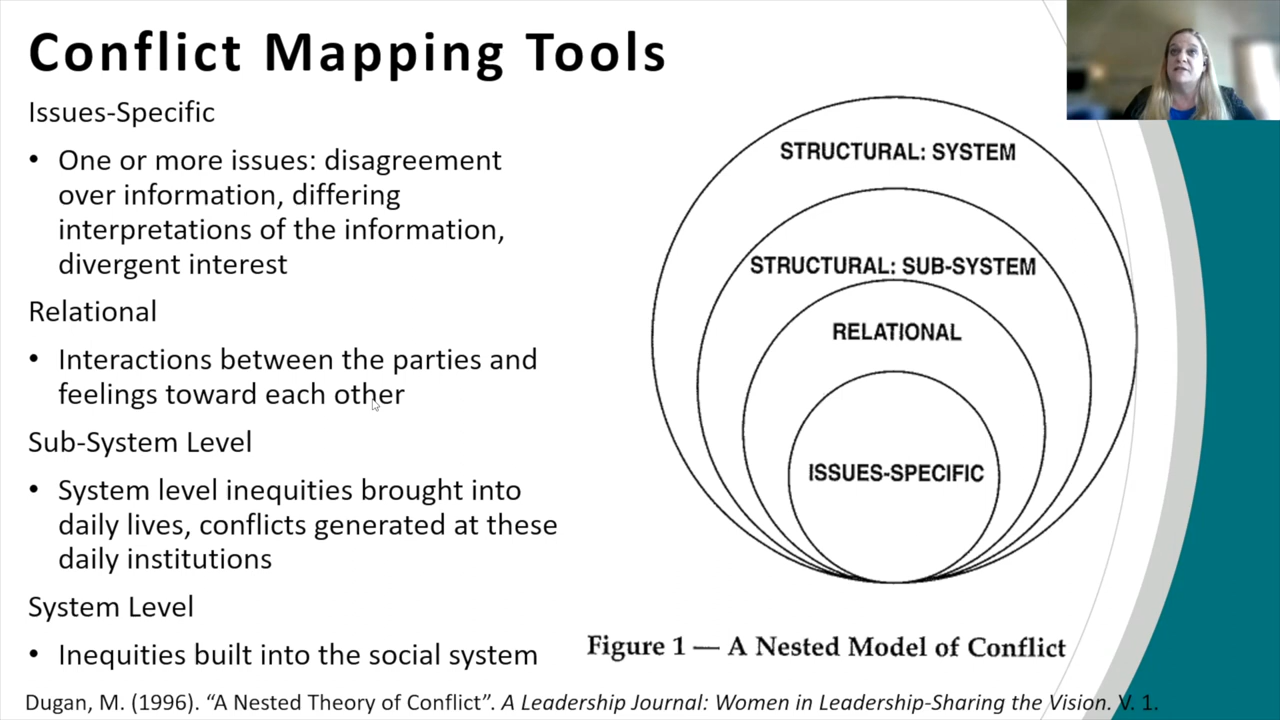 Conflict Mapping Tools
Issues-Specific
• One or more issues: disagreement
over information, differing
interpretations of the information,
divergent interest
Relational
• Interactions between the parties and
feelings toward each other
Sub-System Level
• System level inequities brought into
daily lives, conflicts generated at these
daily institutions
System Level
• Inequities built into the social system
STRUCTURAL: SYSTEM
STRUCTURAL: SUB-SYSTEM
RELATIONAL
ISSUES-SPECIFIC
Figure 1 — A Nested Model of Conflict
Dugan, M. (1996). “A Nested Theory of Conflict”. A Leadership Journal: Women in Leadership-Sharing the Vision. V. 1.